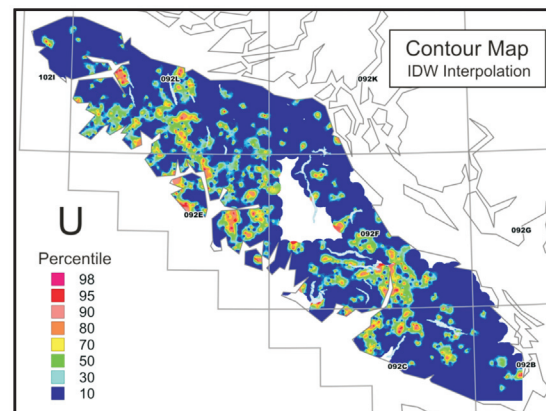 Contour Map
IDW Interpolation
102I
092L
092K
092E
092F
092G
092C
092B
U
Percentile
98
95
90
80
70
50
30
10